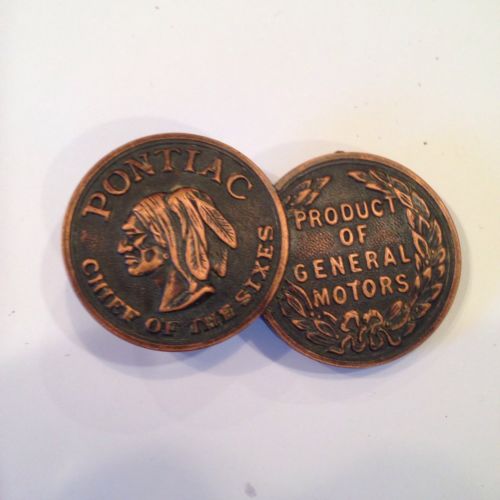 PONTIAC
CHIEF OF THE SIXES
PRODUCT
OF
GENERAL
MOTORS